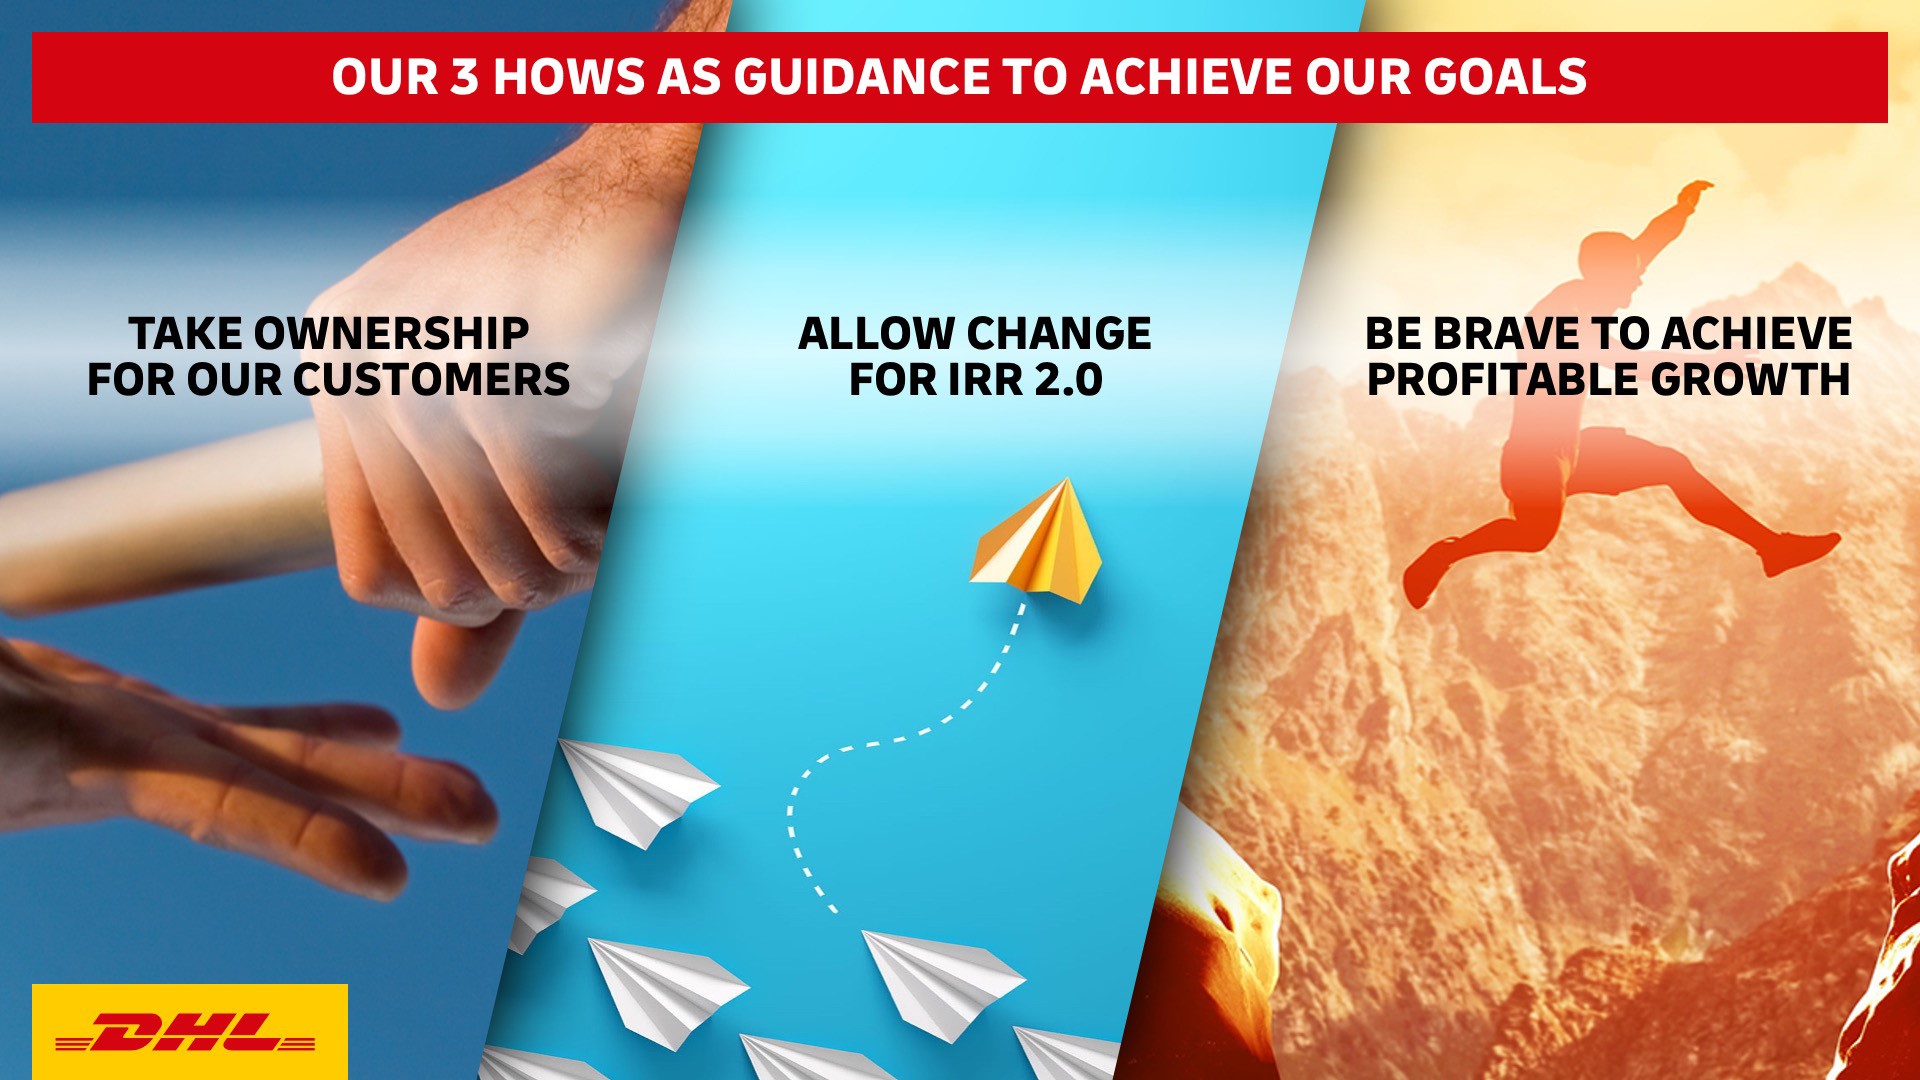 OUR 3 HOWS AS GUIDANCE TO ACHIEVE OUR GOALS
TAKE OWNERSHIP
FOR OUR CUSTOMERS
ALLOW CHANGE
FOR IRR 2.0
BE BRAVE TO ACHIEVE
PROFITABLE GROWTH
DHL